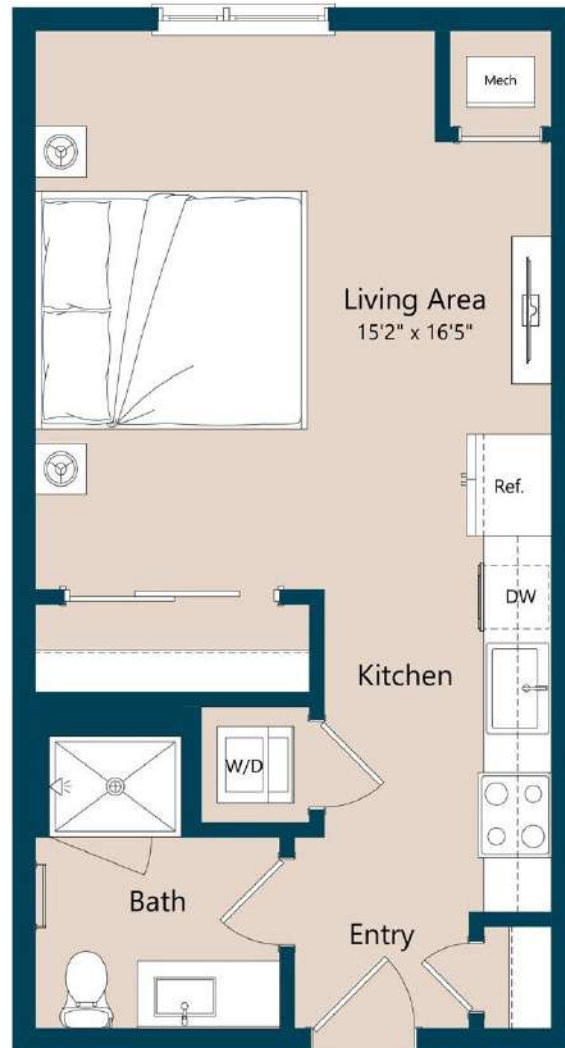 Mech
Living Area
15'2" x 16'5"
Ref.
DW
Kitchen
W/D
Bath
Entry